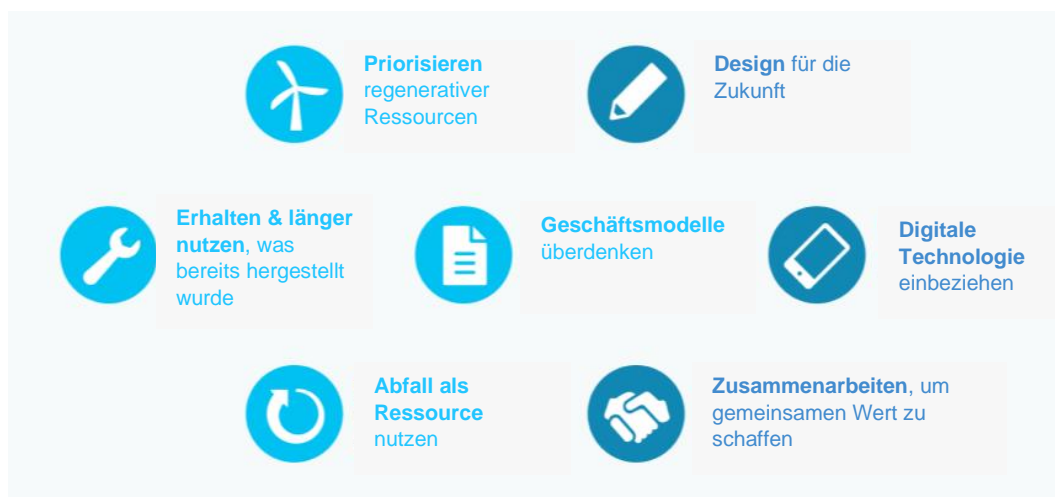 Priorisieren
regenerativer
Ressourcen
Design für die
Zukunft
Erhalten & länger
nutzen, was
bereits hergestellt
wurde
Geschäftsmodelle
überdenken
Digitale
Technologie
einbeziehen
Abfall als
Ressource
nutzen
Zusammenarbeiten, um
gemeinsamen Wert zu
schaffen